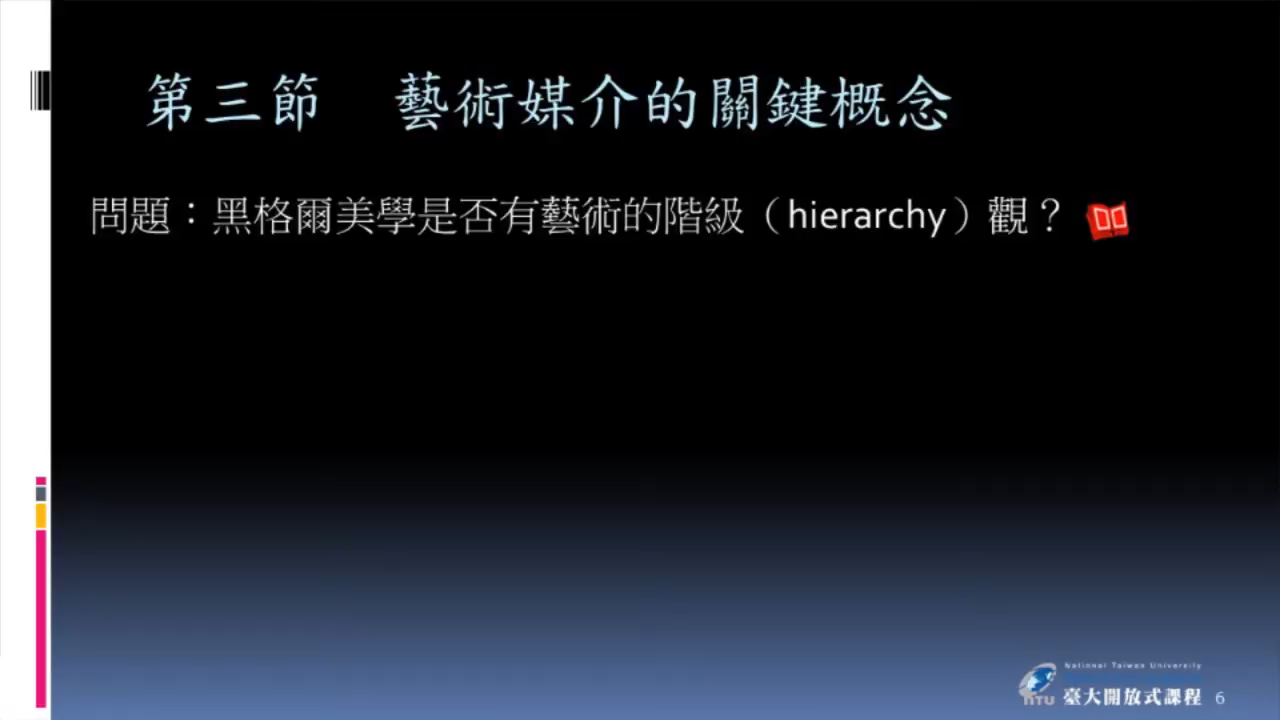 第三節 藝術媒介的關鍵概念
問題：黑格爾美學是否有藝術的階級（hierarchy）觀？
National Taiwan University
NTU 臺大開放式課程 6